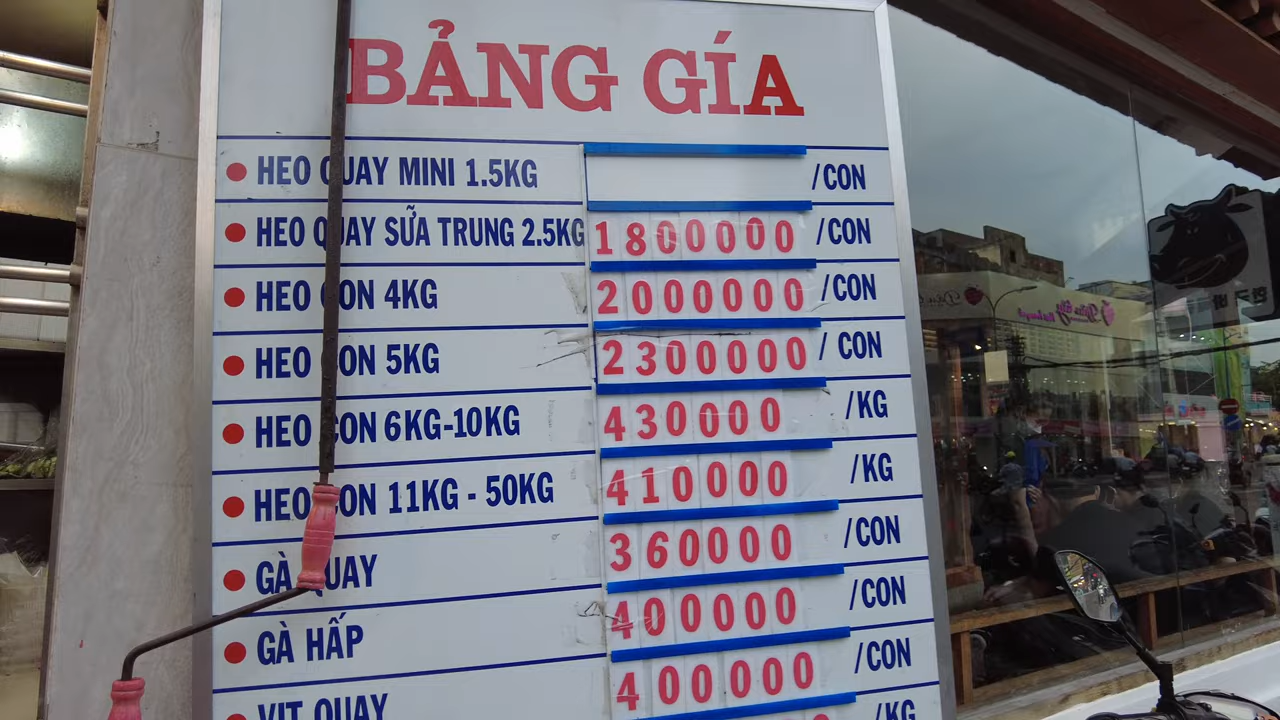 BẢNG GÍA
HEO QUAY MINI 1.5KG /CON
HEO QUAY SỮA TRUNG 2.5KG 1800000 /CON
HEO CON 4KG 2000000 /CON
HEO CON 5KG 2300000 / CON
HEO CON 6KG-10KG 430000 /KG
HEO CON 11KG - 50KG 410000 /KG
GÀ QUAY 360000 /CON
GÀ HẤP 400000 /CON
VỊT QUAY 400000 /CON
/KG